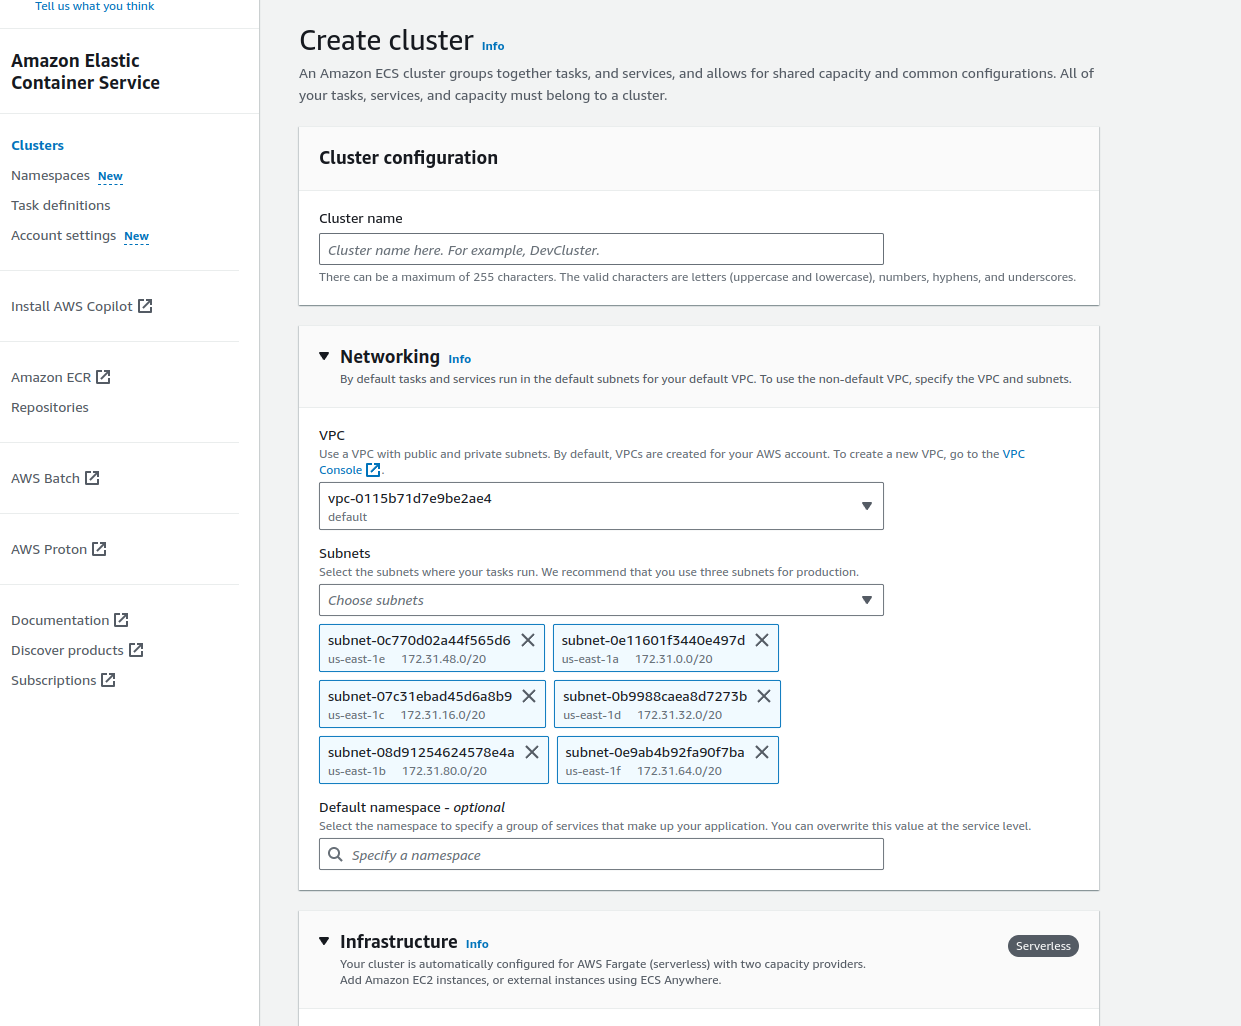 Tell us what you think
Amazon Elastic
Container Service
Clusters
Namespaces New
Task definitions
Account settings New
Install AWS Copilot
Amazon ECR
Repositories
AWS Batch
AWS Proton
Documentation
Discover products
Subscriptions
Create cluster Info
An Amazon ECS cluster groups together tasks, and services, and allows for shared capacity and common configurations. All of
your tasks, services, and capacity must belong to a cluster.
Cluster configuration
Cluster name
Cluster name here. For example, DevCluster.
There can be a maximum of 255 characters. The valid characters are letters (uppercase and lowercase), numbers, hyphens, and underscores.
Networking Info
By default tasks and services run in the default subnets for your default VPC. To use the non-default VPC, specify the VPC and subnets.
VPC
Use a VPC with public and private subnets. By default, VPCs are created for your AWS account. To create a new VPC, go to the VPC
Console .
vpc-0115b71d7e9be2ae4
default
Subnets
Select the subnets where your tasks run. We recommend that you use three subnets for production.
Choose subnets
subnet-0c770d02a44f565d6
us-east-1e 172.31.48.0/20
subnet-0e11601f3440e497d
us-east-1a 172.31.0.0/20
subnet-07c31ebad45d6a8b9
us-east-1c 172.31.16.0/20
subnet-0b9988caea8d7273b
us-east-1d 172.31.32.0/20
subnet-08d91254624578e4a
us-east-1b 172.31.80.0/20
subnet-0e9ab4b92fa90f7ba
us-east-1f 172.31.64.0/20
Default namespace - optional
Select the namespace to specify a group of services that make up your application. You can overwrite this value at the service level.
Specify a namespace
Infrastructure Info
Serverless
Your cluster is automatically configured for AWS Fargate (serverless) with two capacity providers.
Add Amazon EC2 instances, or external instances using ECS Anywhere.